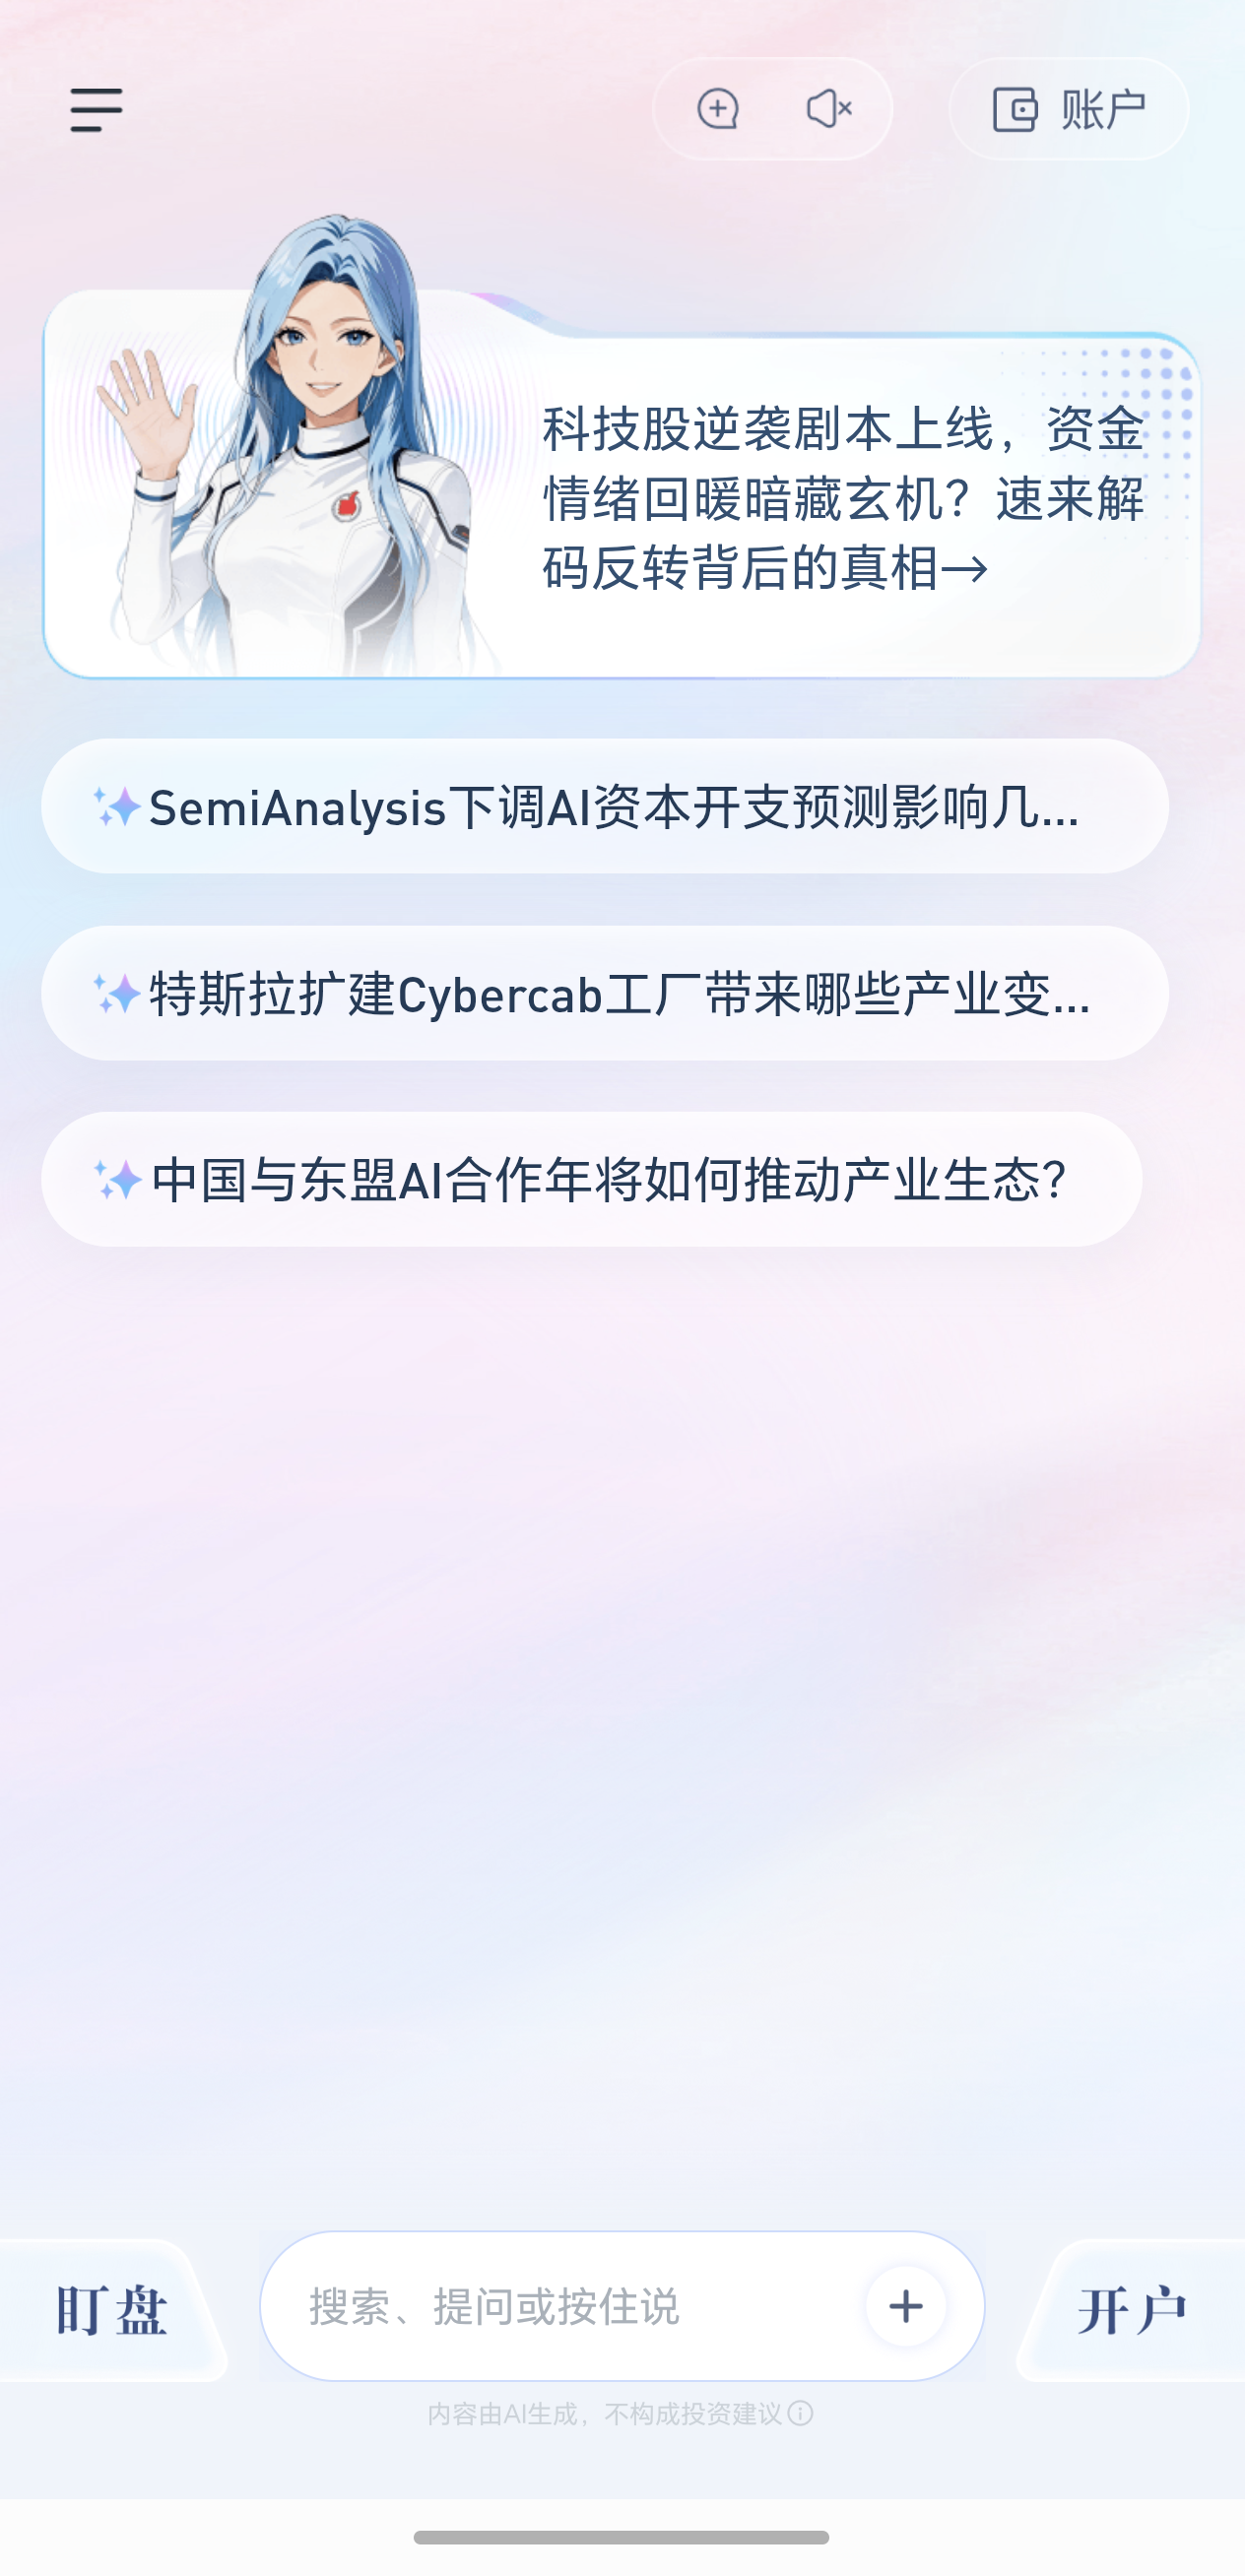 账户
科技股逆袭剧本上线，资金
情绪回暖暗藏玄机？速来解
码反转背后的真相→
SemiAnalysis下调AI资本开支预测影响几...
特斯拉扩建Cybercab工厂带来哪些产业变...
中国与东盟AI合作年将如何推动产业生态？
盯盘
搜索、提问或按住说
开户
内容由AI生成，不构成投资建议